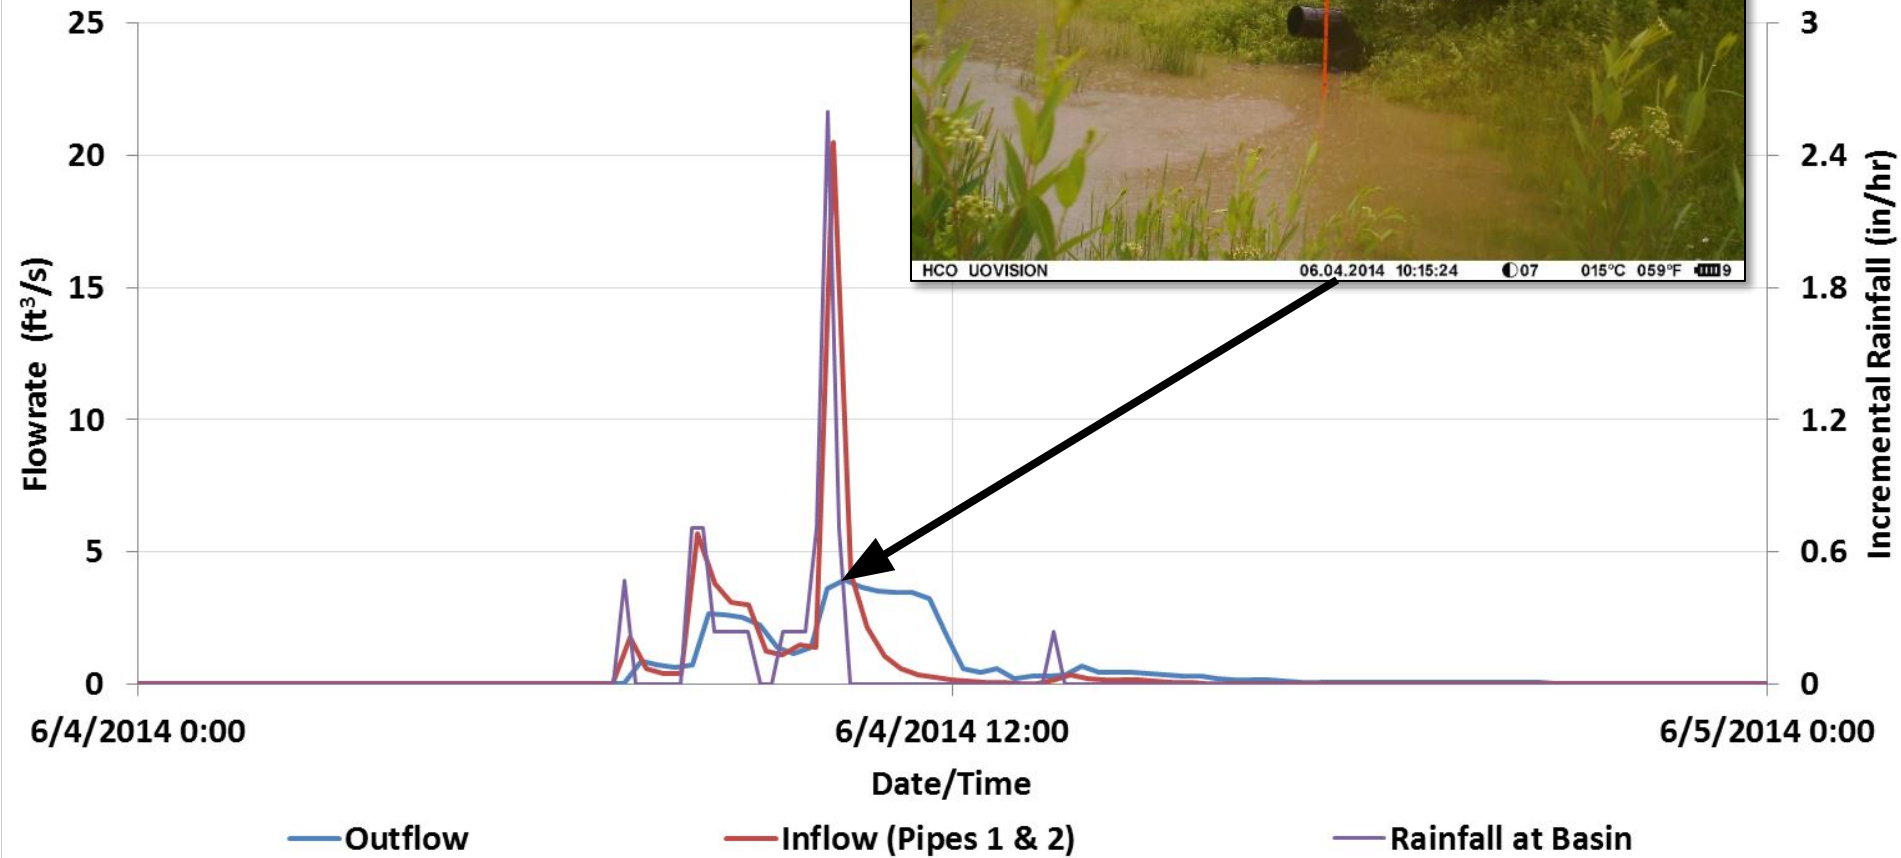 25
20
15
10
5
0
Flowrate (ft³/s)
HCO UOVISION 06.04.2014 10:15:24 07 015°C 059°F 9
3
2.4
1.8
1.2
0.6
0
Incremental Rainfall (in/hr)
6/4/2014 0:00 6/4/2014 12:00 6/5/2014 0:00
Date/Time
Outflow Inflow (Pipes 1 & 2) Rainfall at Basin